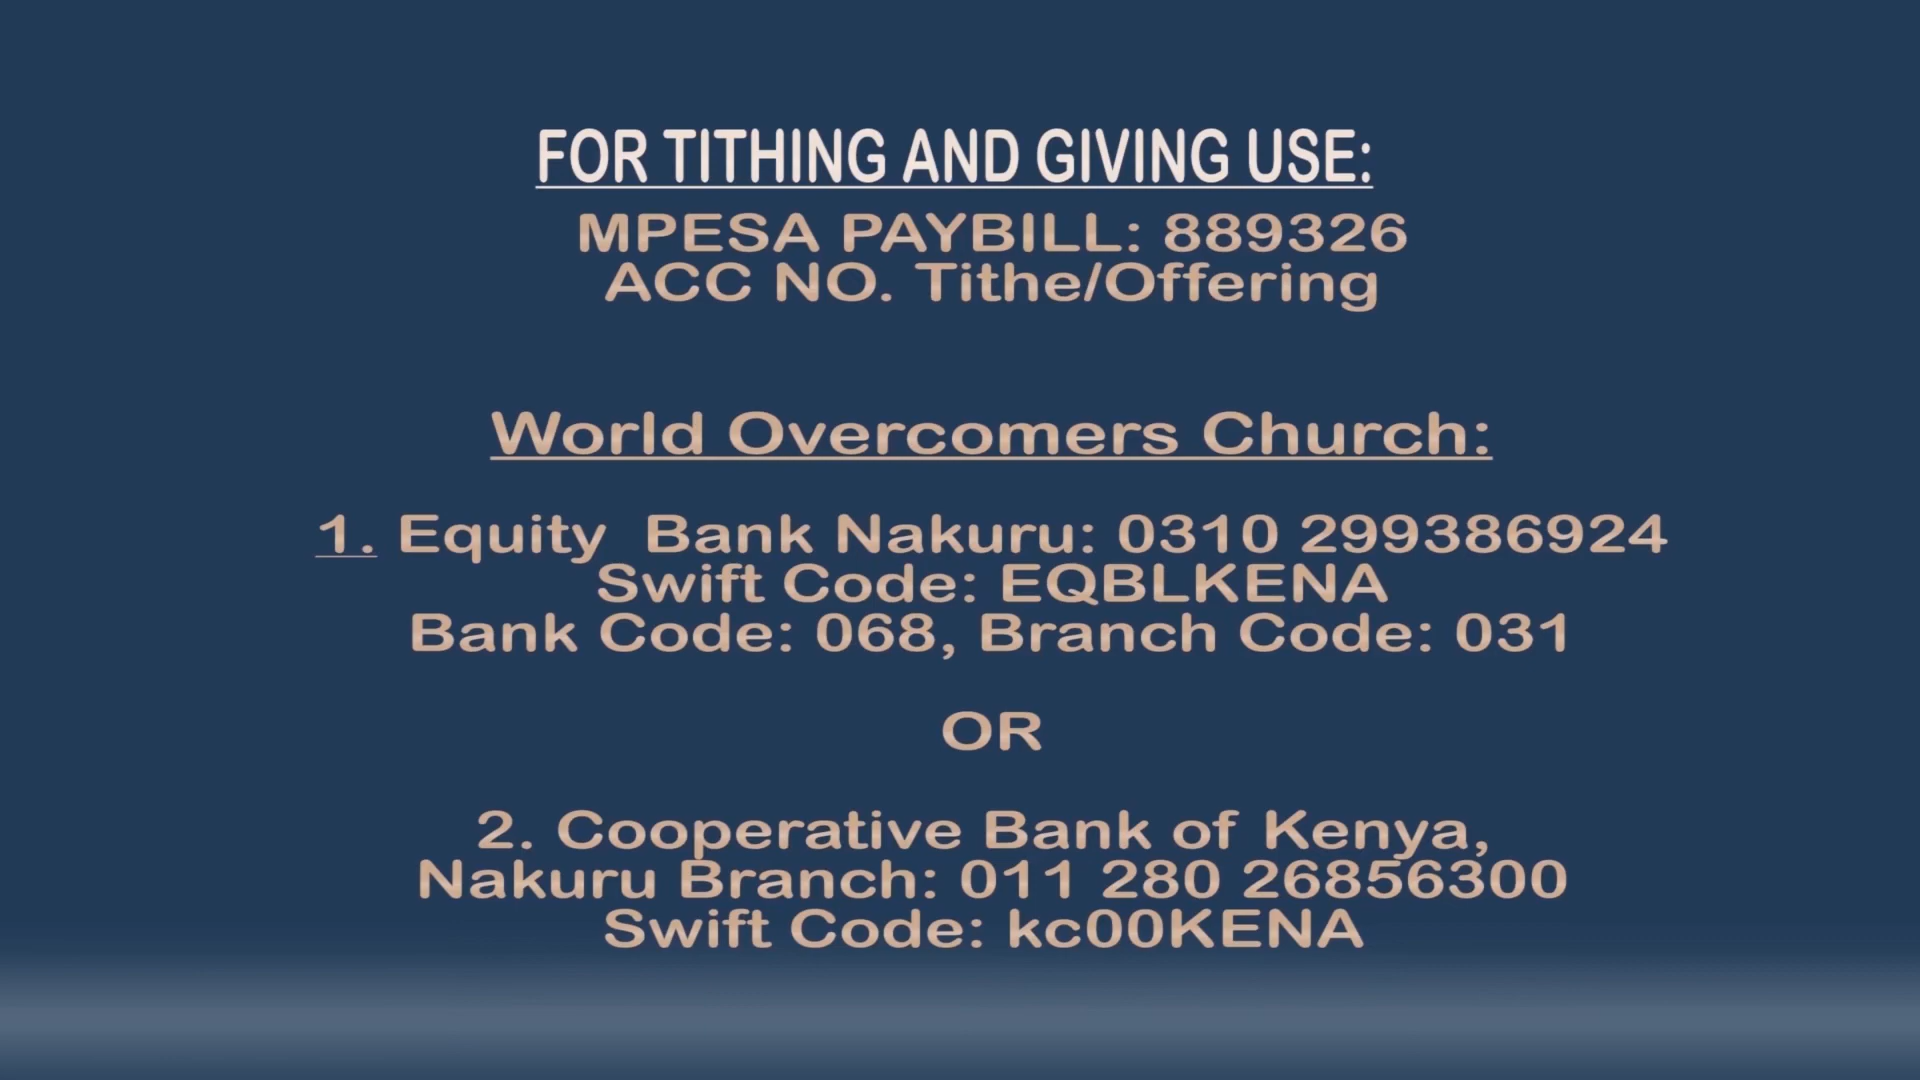 FOR TITHING AND GIVING USE:
MPESA PAYBILL: 889326
ACC NO. Tithe/Offering
World Overcomers Church:
1. Equity  Bank Nakuru: 0310 299386924
Swift Code: EQBLKENA
Bank Code: 068, Branch Code: 031
OR
2. Cooperative Bank of Kenya,
Nakuru Branch: 011 280 26856300
Swift Code: kc00KENA